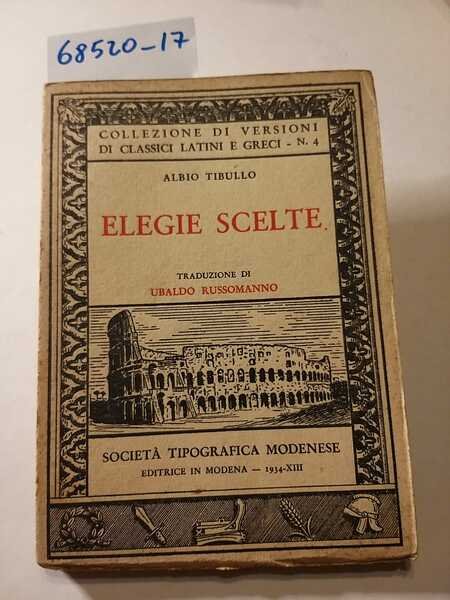 68520-17
COLLEZIONE DI VERSIONI
DI CLASSICI LATINI E GRECI - N. 4
ALBIO TIBULLO
ELEGIE SCELTE.
TRADUZIONE DI
UBALDO RUSSOMANNO
SOCIETÀ TIPOGRAFICA MODENESE
EDITRICE IN MODENA — 1934-XIII